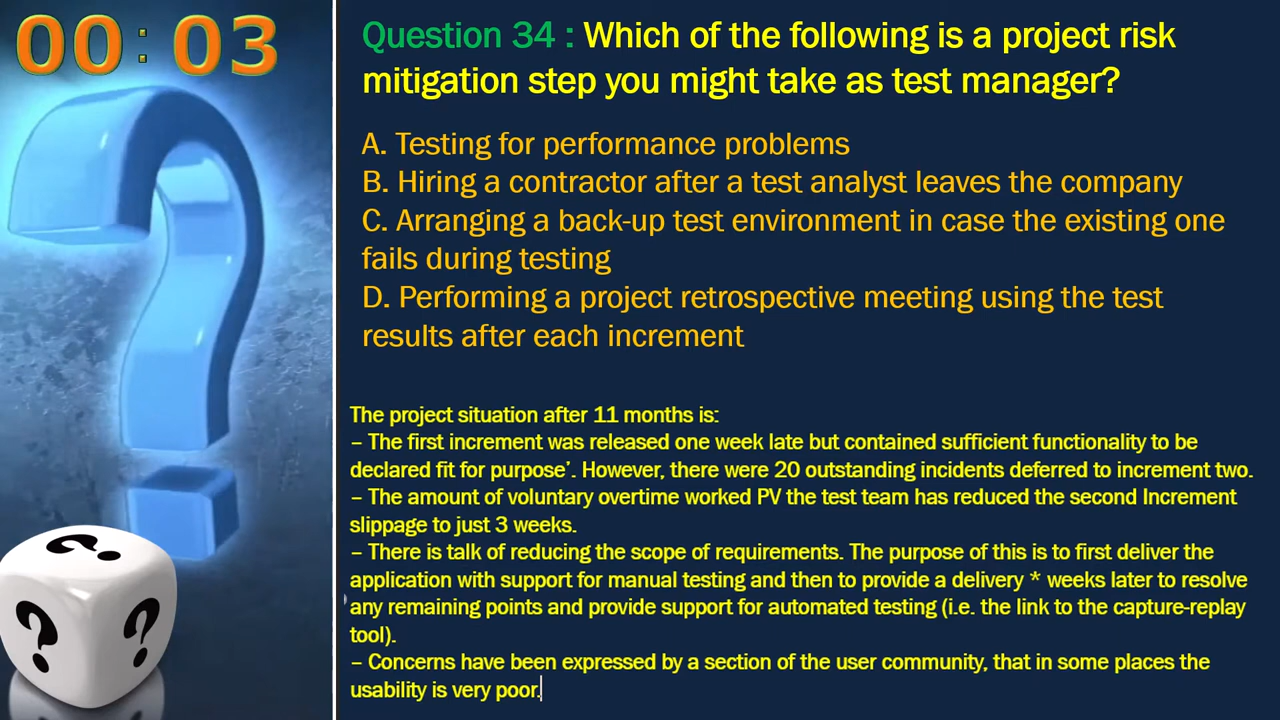 00:03
Question 34 : Which of the following is a project risk
mitigation step you might take as test manager?
A. Testing for performance problems
B. Hiring a contractor after a test analyst leaves the company
C. Arranging a back-up test environment in case the existing one
fails during testing
D. Performing a project retrospective meeting using the test
results after each increment
The project situation after 11 months is:
– The first increment was released one week late but contained sufficient functionality to be
declared fit for purpose’. However, there were 20 outstanding incidents deferred to increment two.
– The amount of voluntary overtime worked PV the test team has reduced the second Increment
slippage to just 3 weeks.
– There is talk of reducing the scope of requirements. The purpose of this is to first deliver the
application with support for manual testing and then to provide a delivery * weeks later to resolve
any remaining points and provide support for automated testing (i.e. the link to the capture-replay
tool).
– Concerns have been expressed by a section of the user community, that in some places the
usability is very poor.